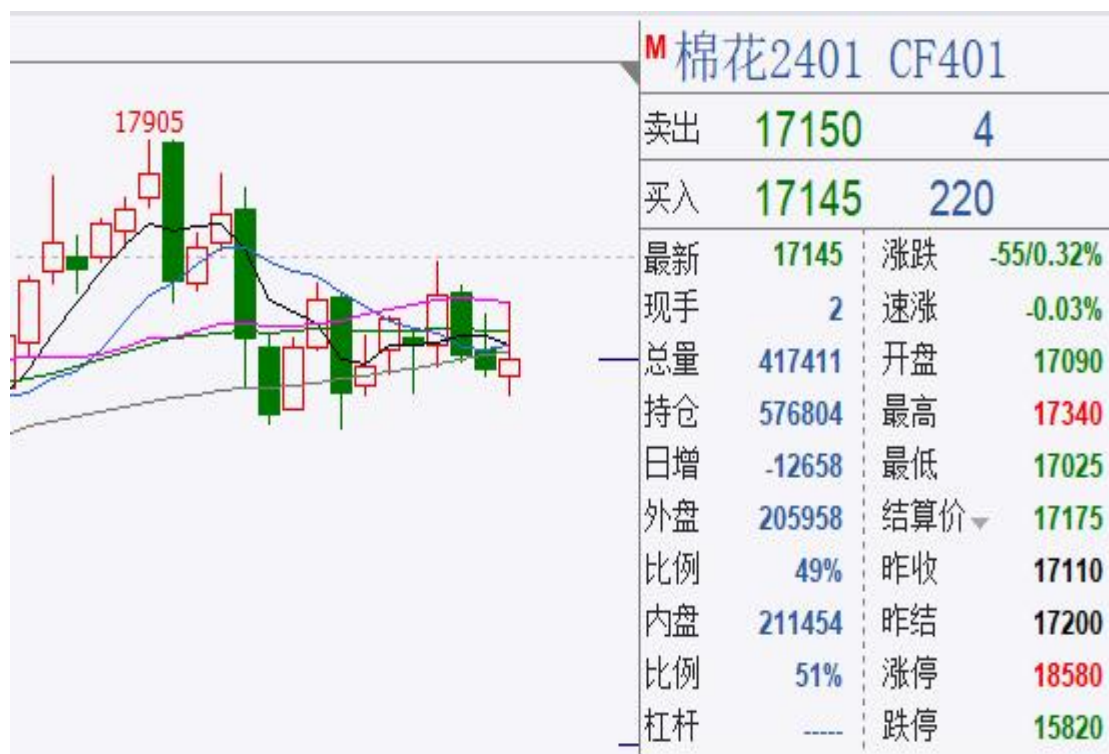 17905
M 棉花2401 CF401
卖出 17150 4
买入 17145 220
最新 17145 涨跌 -55/0.32%
现手 2 速涨 -0.03%
总量 417411 开盘 17090
持仓 576804 最高 17340
日增 -12658 最低 17025
外盘 205958 结算价 17175
比例 49% 昨收 17110
内盘 211454 昨结 17200
比例 51% 涨停 18580
杠杆 ----- 跌停 15820